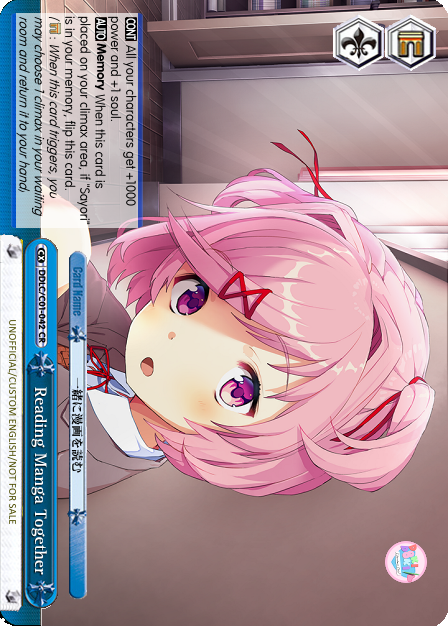 [CONT] All your characters get +1000
power and +1 soul.
[AUTO] Memory When this card is
placed on your climax area, if "Sayori"
is in your memory, flip this card.
( : When this card triggers, you
may choose 1 climax in your waiting
room and return it to your hand)
Card Name
一緒に漫画を読む
CX DDLC/C01-042 CR
Reading Manga Together
UNOFFICIAL/CUSTOM ENGLISH/NOT FOR SALE